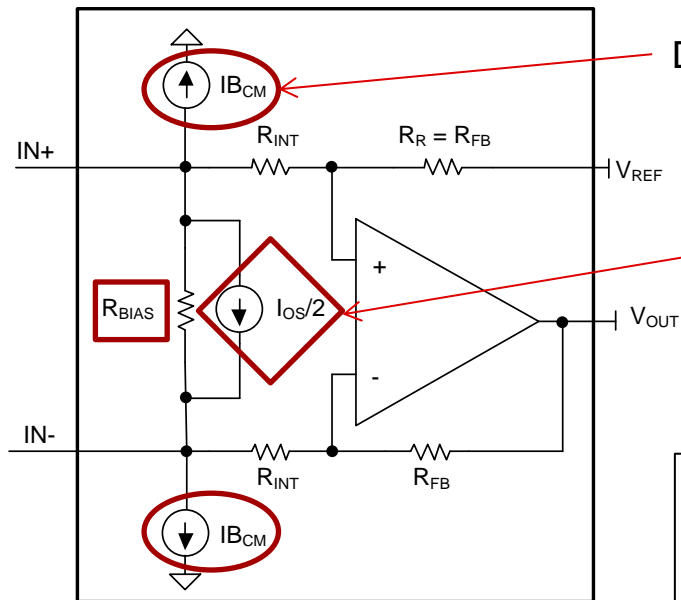 IB_CM
D
IN+
R_INT
R_R = R_FB
V_REF
+
R_BIAS
I_OS/2
V_OUT
-
IN-
R_INT
R_FB
IB_CM